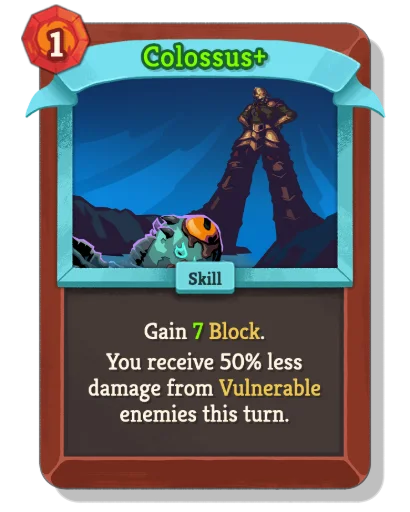 1
Colossus+
Skill
Gain 7 Block.
You receive 50% less
damage from Vulnerable
enemies this turn.